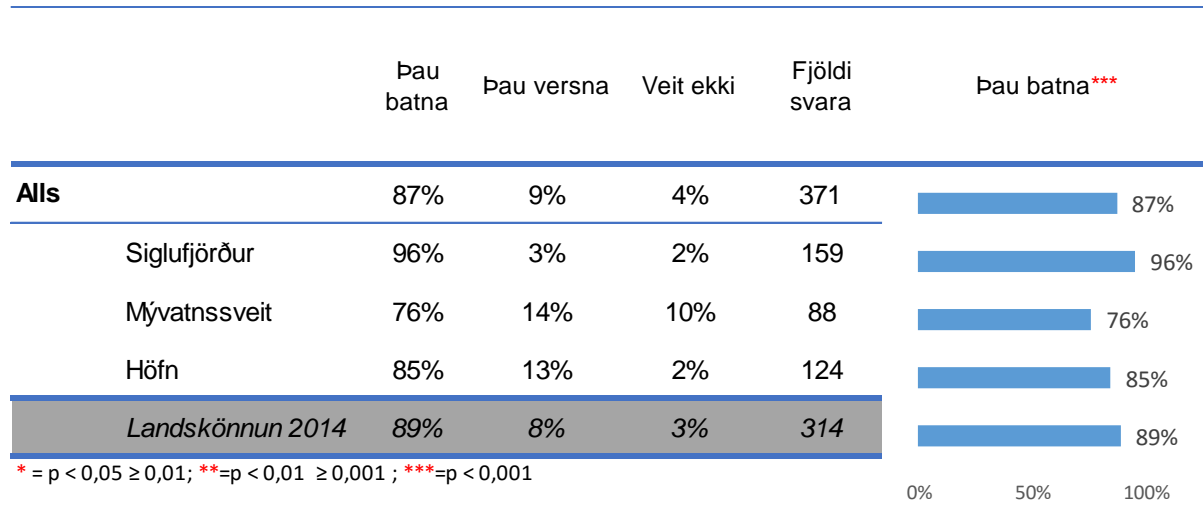 Þau batna Þau versna Veit ekki Fjöldi svara Þau batna***
Alls 87% 9% 4% 371 87%
Siglufjörður 96% 3% 2% 159 96%
Mývatnssveit 76% 14% 10% 88 76%
Höfn 85% 13% 2% 124 85%
Landskönnun 2014 89% 8% 3% 314 89%
* = p < 0,05 ≥ 0,01; **=p < 0,01 ≥ 0,001 ; ***=p < 0,001
0% 50% 100%